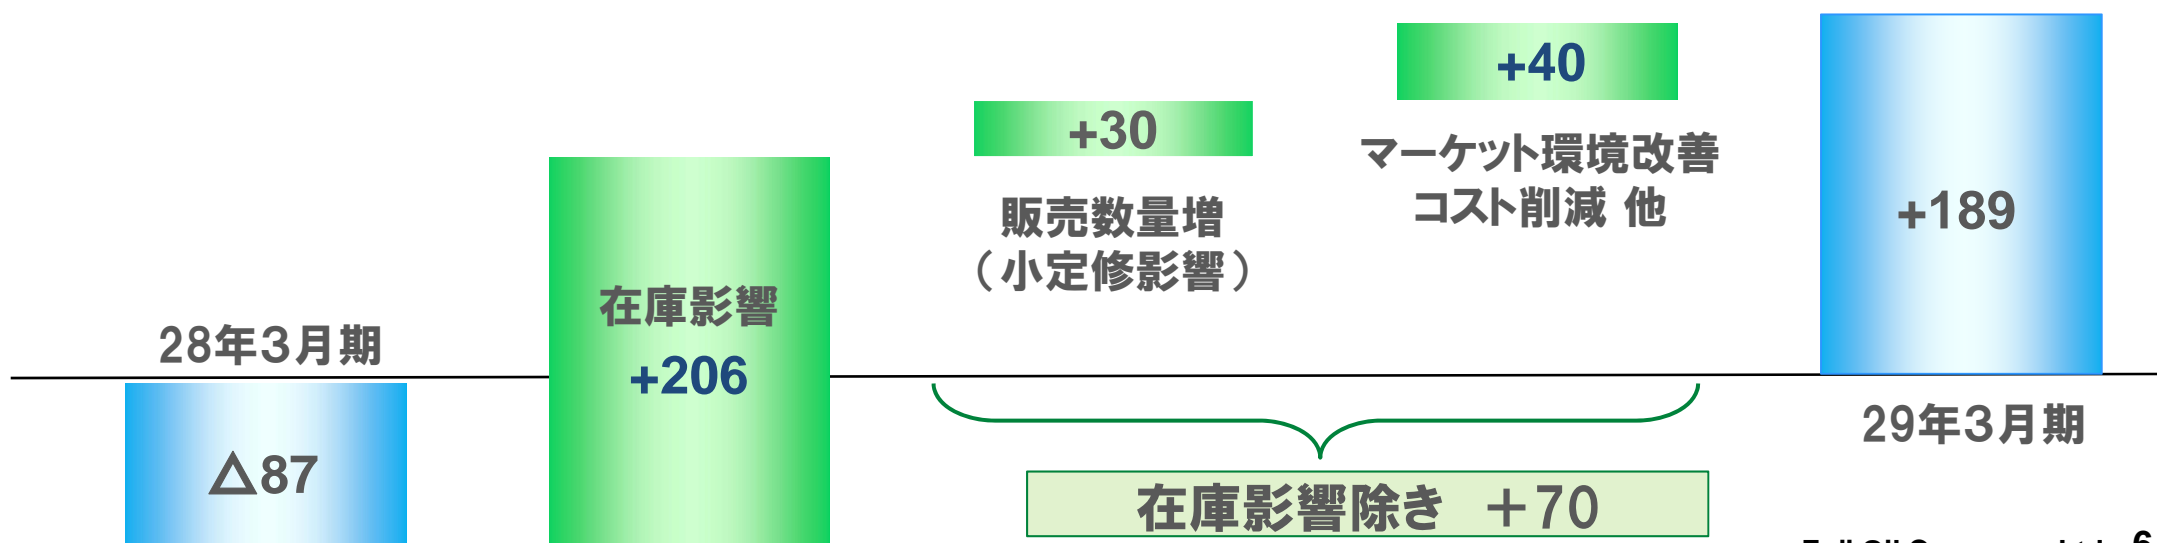 28年３月期
△87
在庫影響
+206
+30
販売数量増
（小定修影響）
+40
マーケット環境改善
コスト削減 他
+189
29年３月期
在庫影響除き　＋70
6